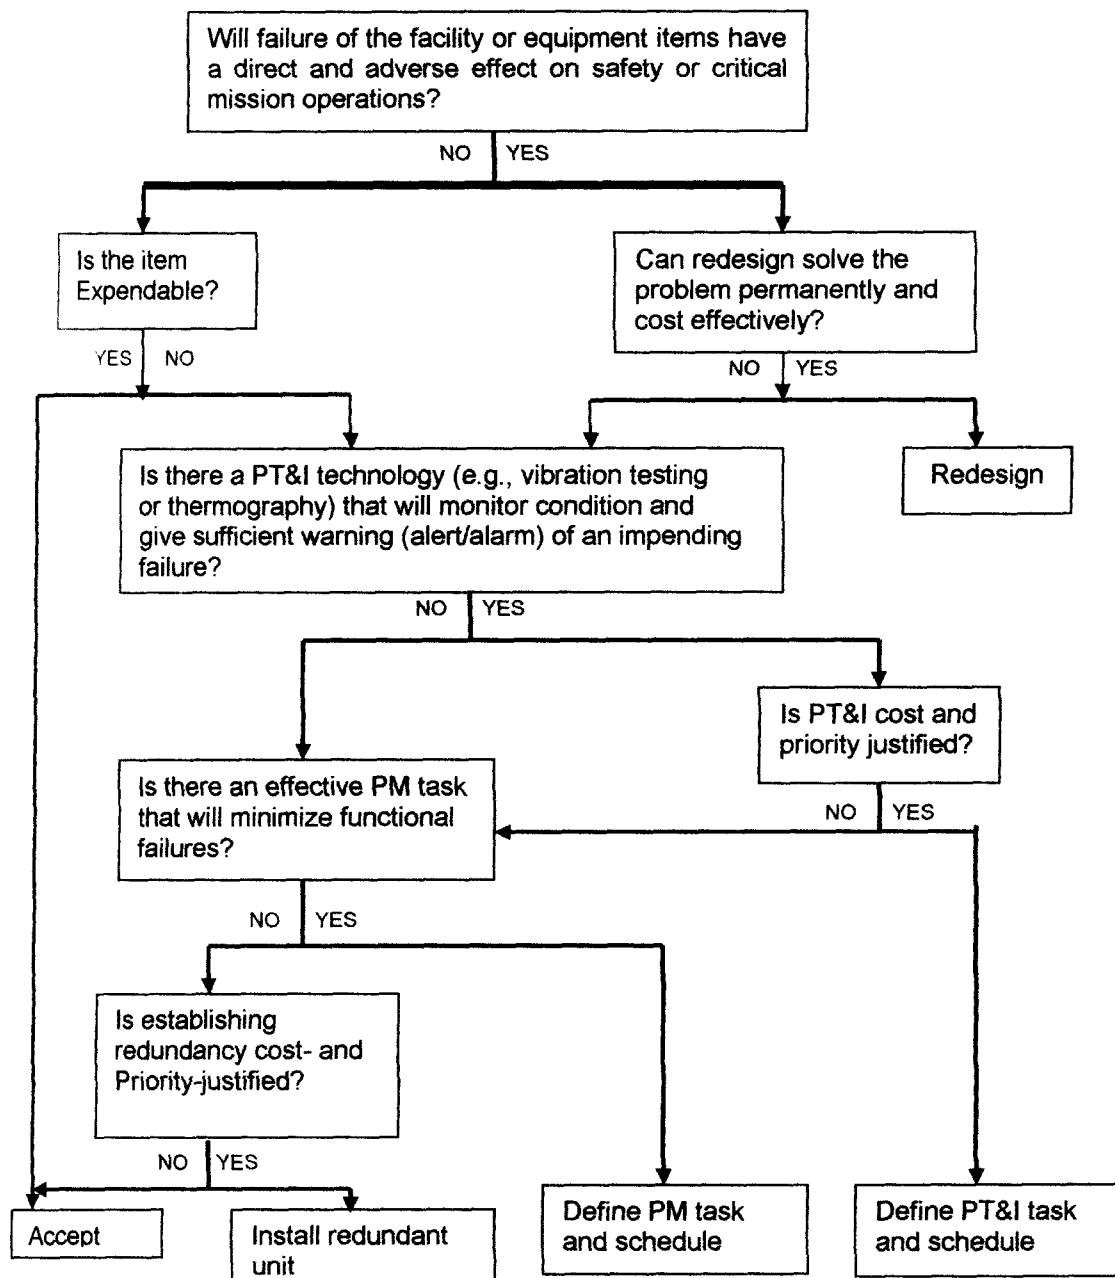 Will failure of the facility or equipment items have
a direct and adverse effect on safety or critical
mission operations?
NO YES
Is the item
Expendable?
Can redesign solve the
problem permanently and
cost effectively?
YES NO
NO YES
Is there a PT&I technology (e.g., vibration testing
or thermography) that will monitor condition and
give sufficient warning (alert/alarm) of an impending
failure?
Redesign
NO YES
Is PT&I cost and
priority justified?
Is there an effective PM task
that will minimize functional
failures?
NO YES
NO YES
Is establishing
redundancy cost- and
Priority-justified?
NO YES
Accept
Install redundant
unit
Define PM task
and schedule
Define PT&I task
and schedule